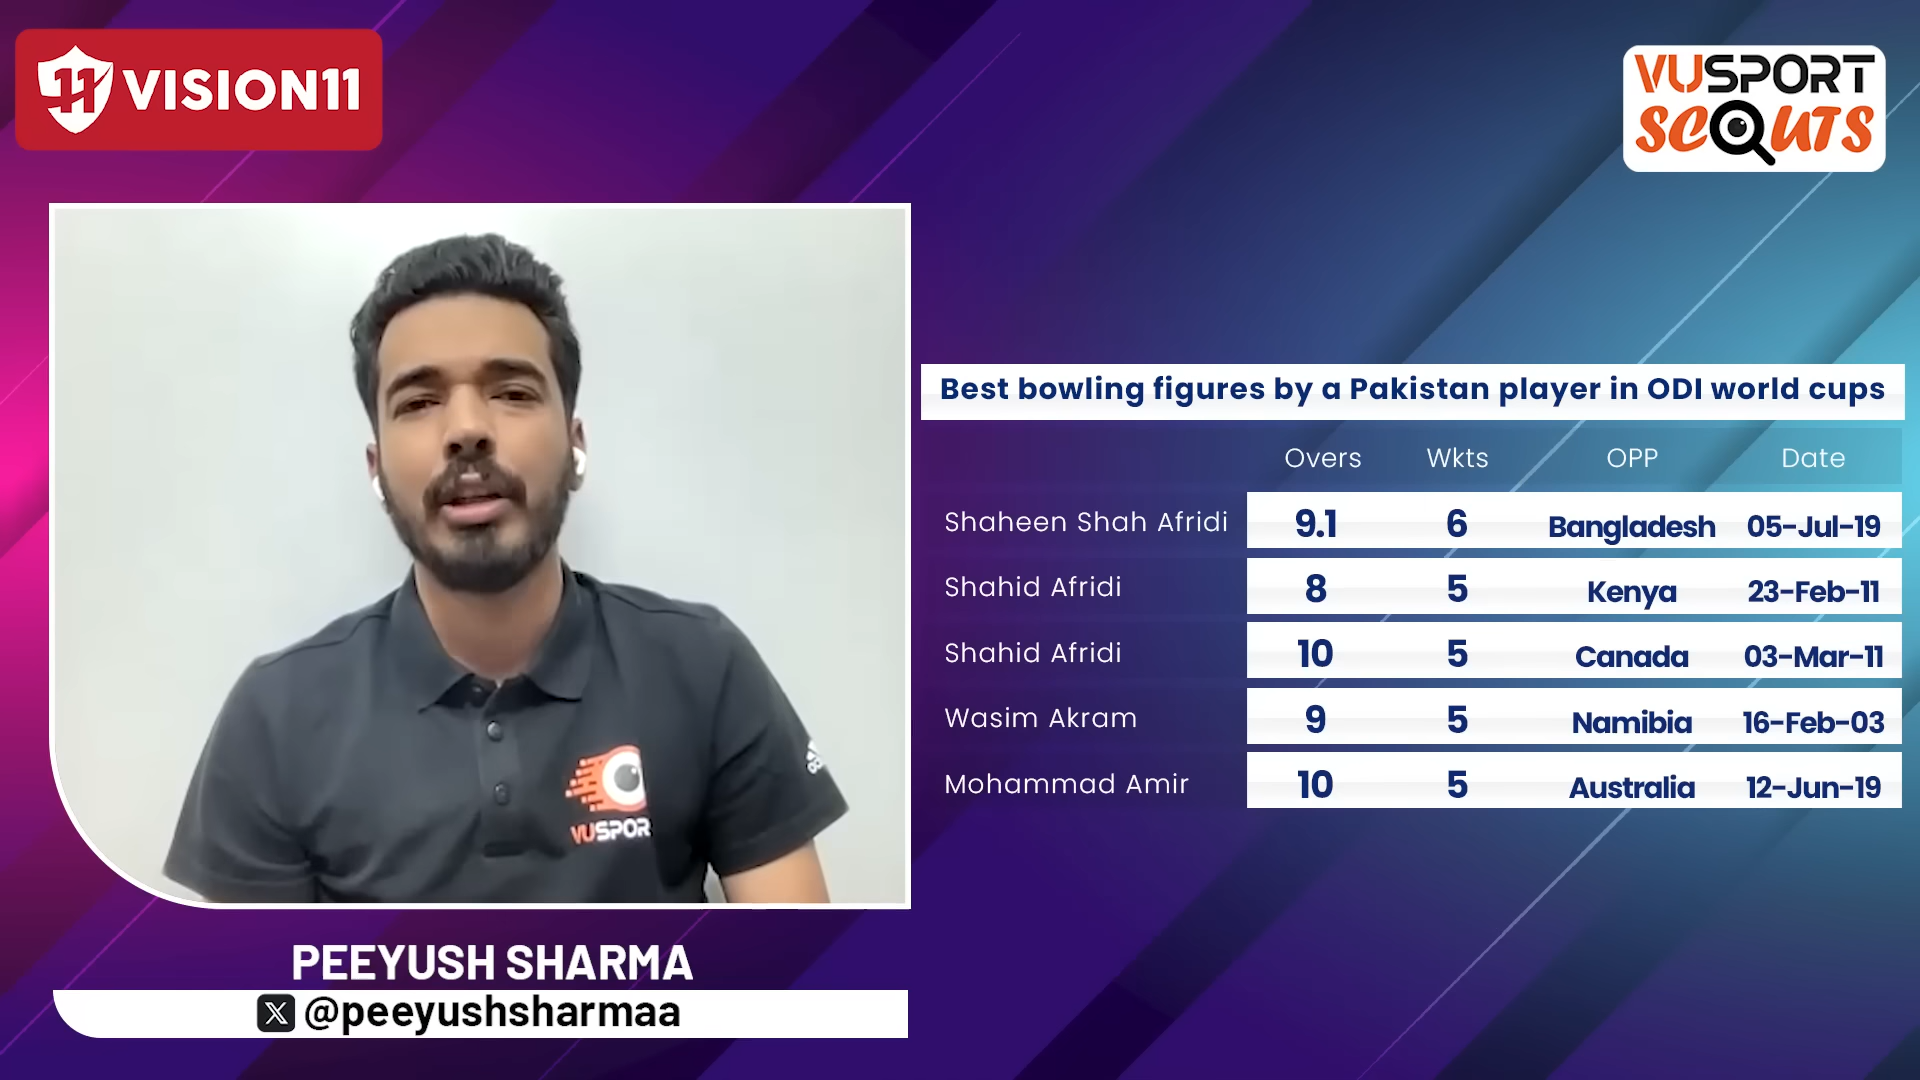 11 VISION11
VUSPORT
SCOUTS
Best bowling figures by a Pakistan player in ODI world cups
Overs Wkts OPP Date
Shaheen Shah Afridi 9.1 6 Bangladesh 05-Jul-19
Shahid Afridi 8 5 Kenya 23-Feb-11
Shahid Afridi 10 5 Canada 03-Mar-11
Wasim Akram 9 5 Namibia 16-Feb-03
Mohammad Amir 10 5 Australia 12-Jun-19
VUSPOR
PEEYUSH SHARMA
X @peeyushsharmaa